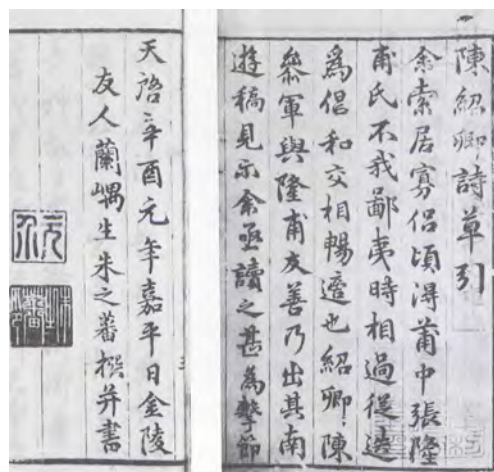 陳紹卿詩草引
余索居寡侶頃得莆中張隆
甫氏不我鄙夷時相過從迭
為倡和交相暢適也紹卿陳
參軍與隆甫友善乃出其南
遊稿見示余亟讀之甚為擊節
天啓辛酉元年嘉平日金陵
友人蘭嵎生朱之蕃撰并書